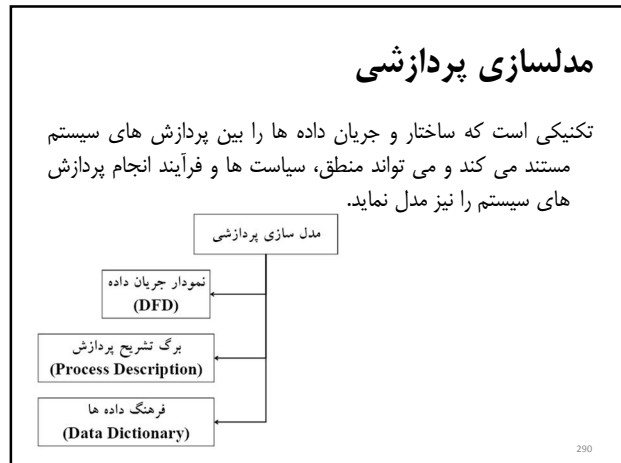 مدلسازی پردازشی
تکنیکی است که ساختار و جریان داده ها را بین پردازش های سیستم
مستند می کند و می تواند منطق، سیاست ها و فرآیند انجام پردازش
های سیستم را نیز مدل نماید.
مدل سازی پردازشی
نمودار جریان داده
(DFD)
برگ تشریح پردازش
(Process Description)
فرهنگ داده ها
(Data Dictionary)
290